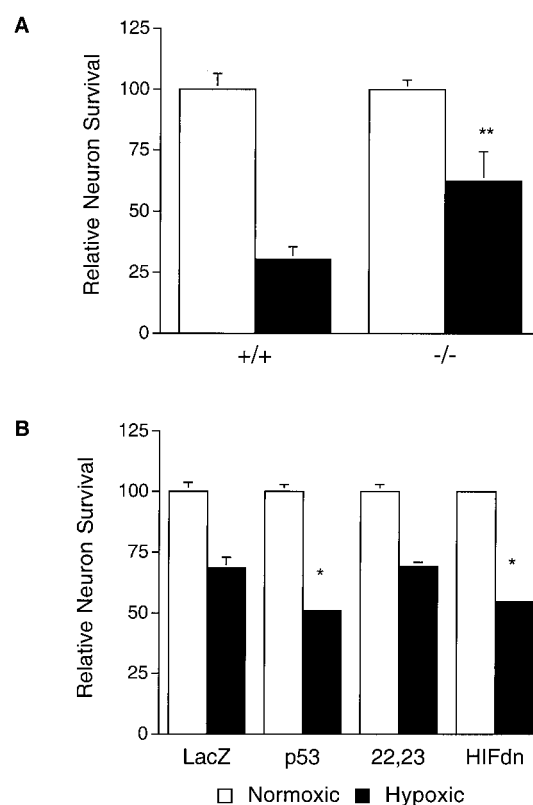 A
Relative Neuron Survival
125
100
75
50
25
0
**
+/+ -/-
B
Relative Neuron Survival
125
100
75
50
25
0
* *
LacZ p53 22,23 HIFdn
Normoxic Hypoxic